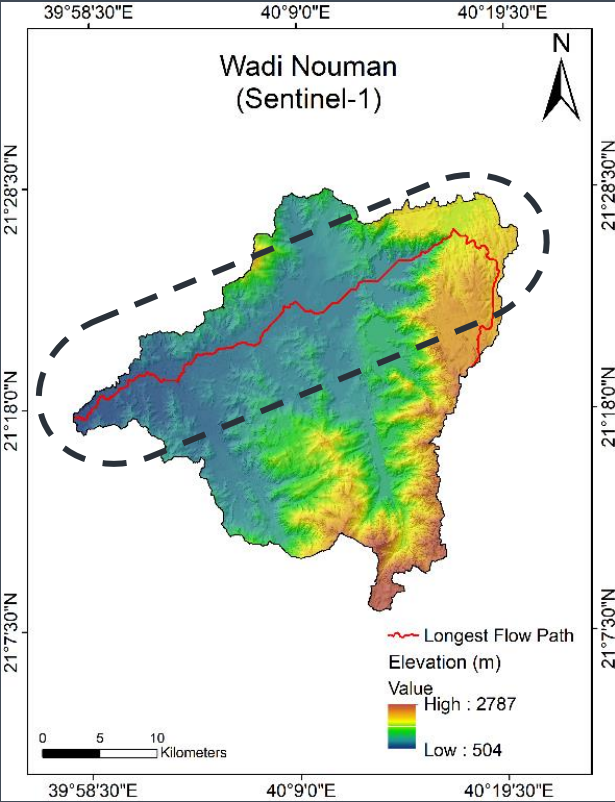 39°58'30"E 40°9'0"E 40°19'30"E
Wadi Nouman
(Sentinel-1)
N
21°28'30"N 21°28'30"N
21°18'0"N 21°18'0"N
21°7'30"N 21°7'30"N
Longest Flow Path
Elevation (m)
Value
High : 2787
Low : 504
0 5 10
Kilometers
39°58'30"E 40°9'0"E 40°19'30"E